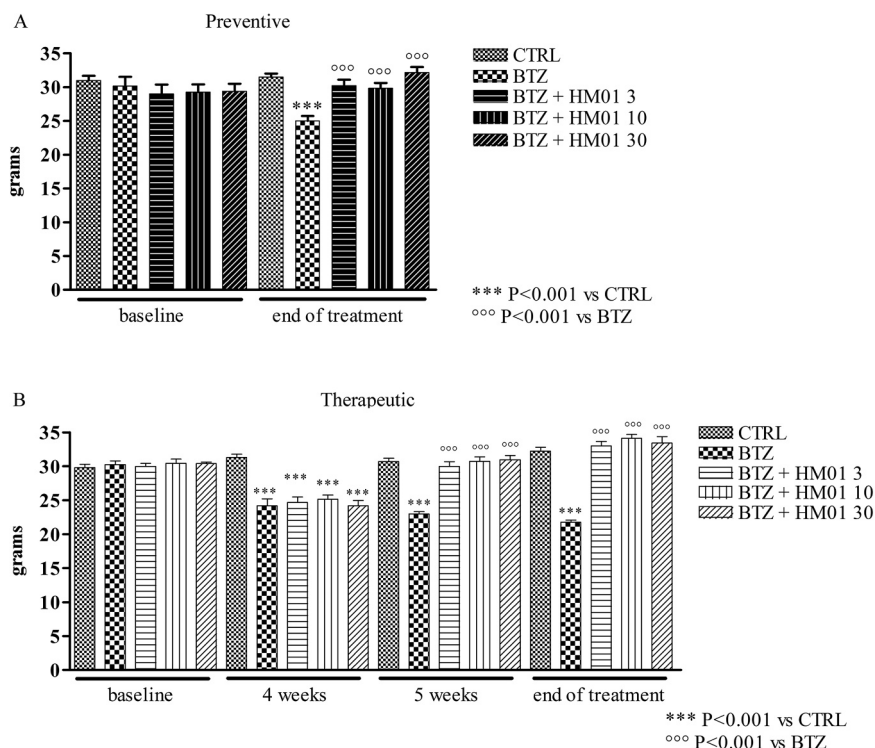 A
Preventive
35
30
25
20
15
10
5
0
grams
***
°°°
°°°
°°°
baseline
end of treatment
CTRL
BTZ
BTZ + HM01 3
BTZ + HM01 10
BTZ + HM01 30
*** P<0.001 vs CTRL
°°° P<0.001 vs BTZ
B
Therapeutic
35
30
25
20
15
10
5
0
grams
***
***
***
***
***
°°°
°°°
°°°
***
°°°
°°°
°°°
baseline
4 weeks
5 weeks
end of treatment
CTRL
BTZ
BTZ + HM01 3
BTZ + HM01 10
BTZ + HM01 30
*** P<0.001 vs CTRL
°°° P<0.001 vs BTZ